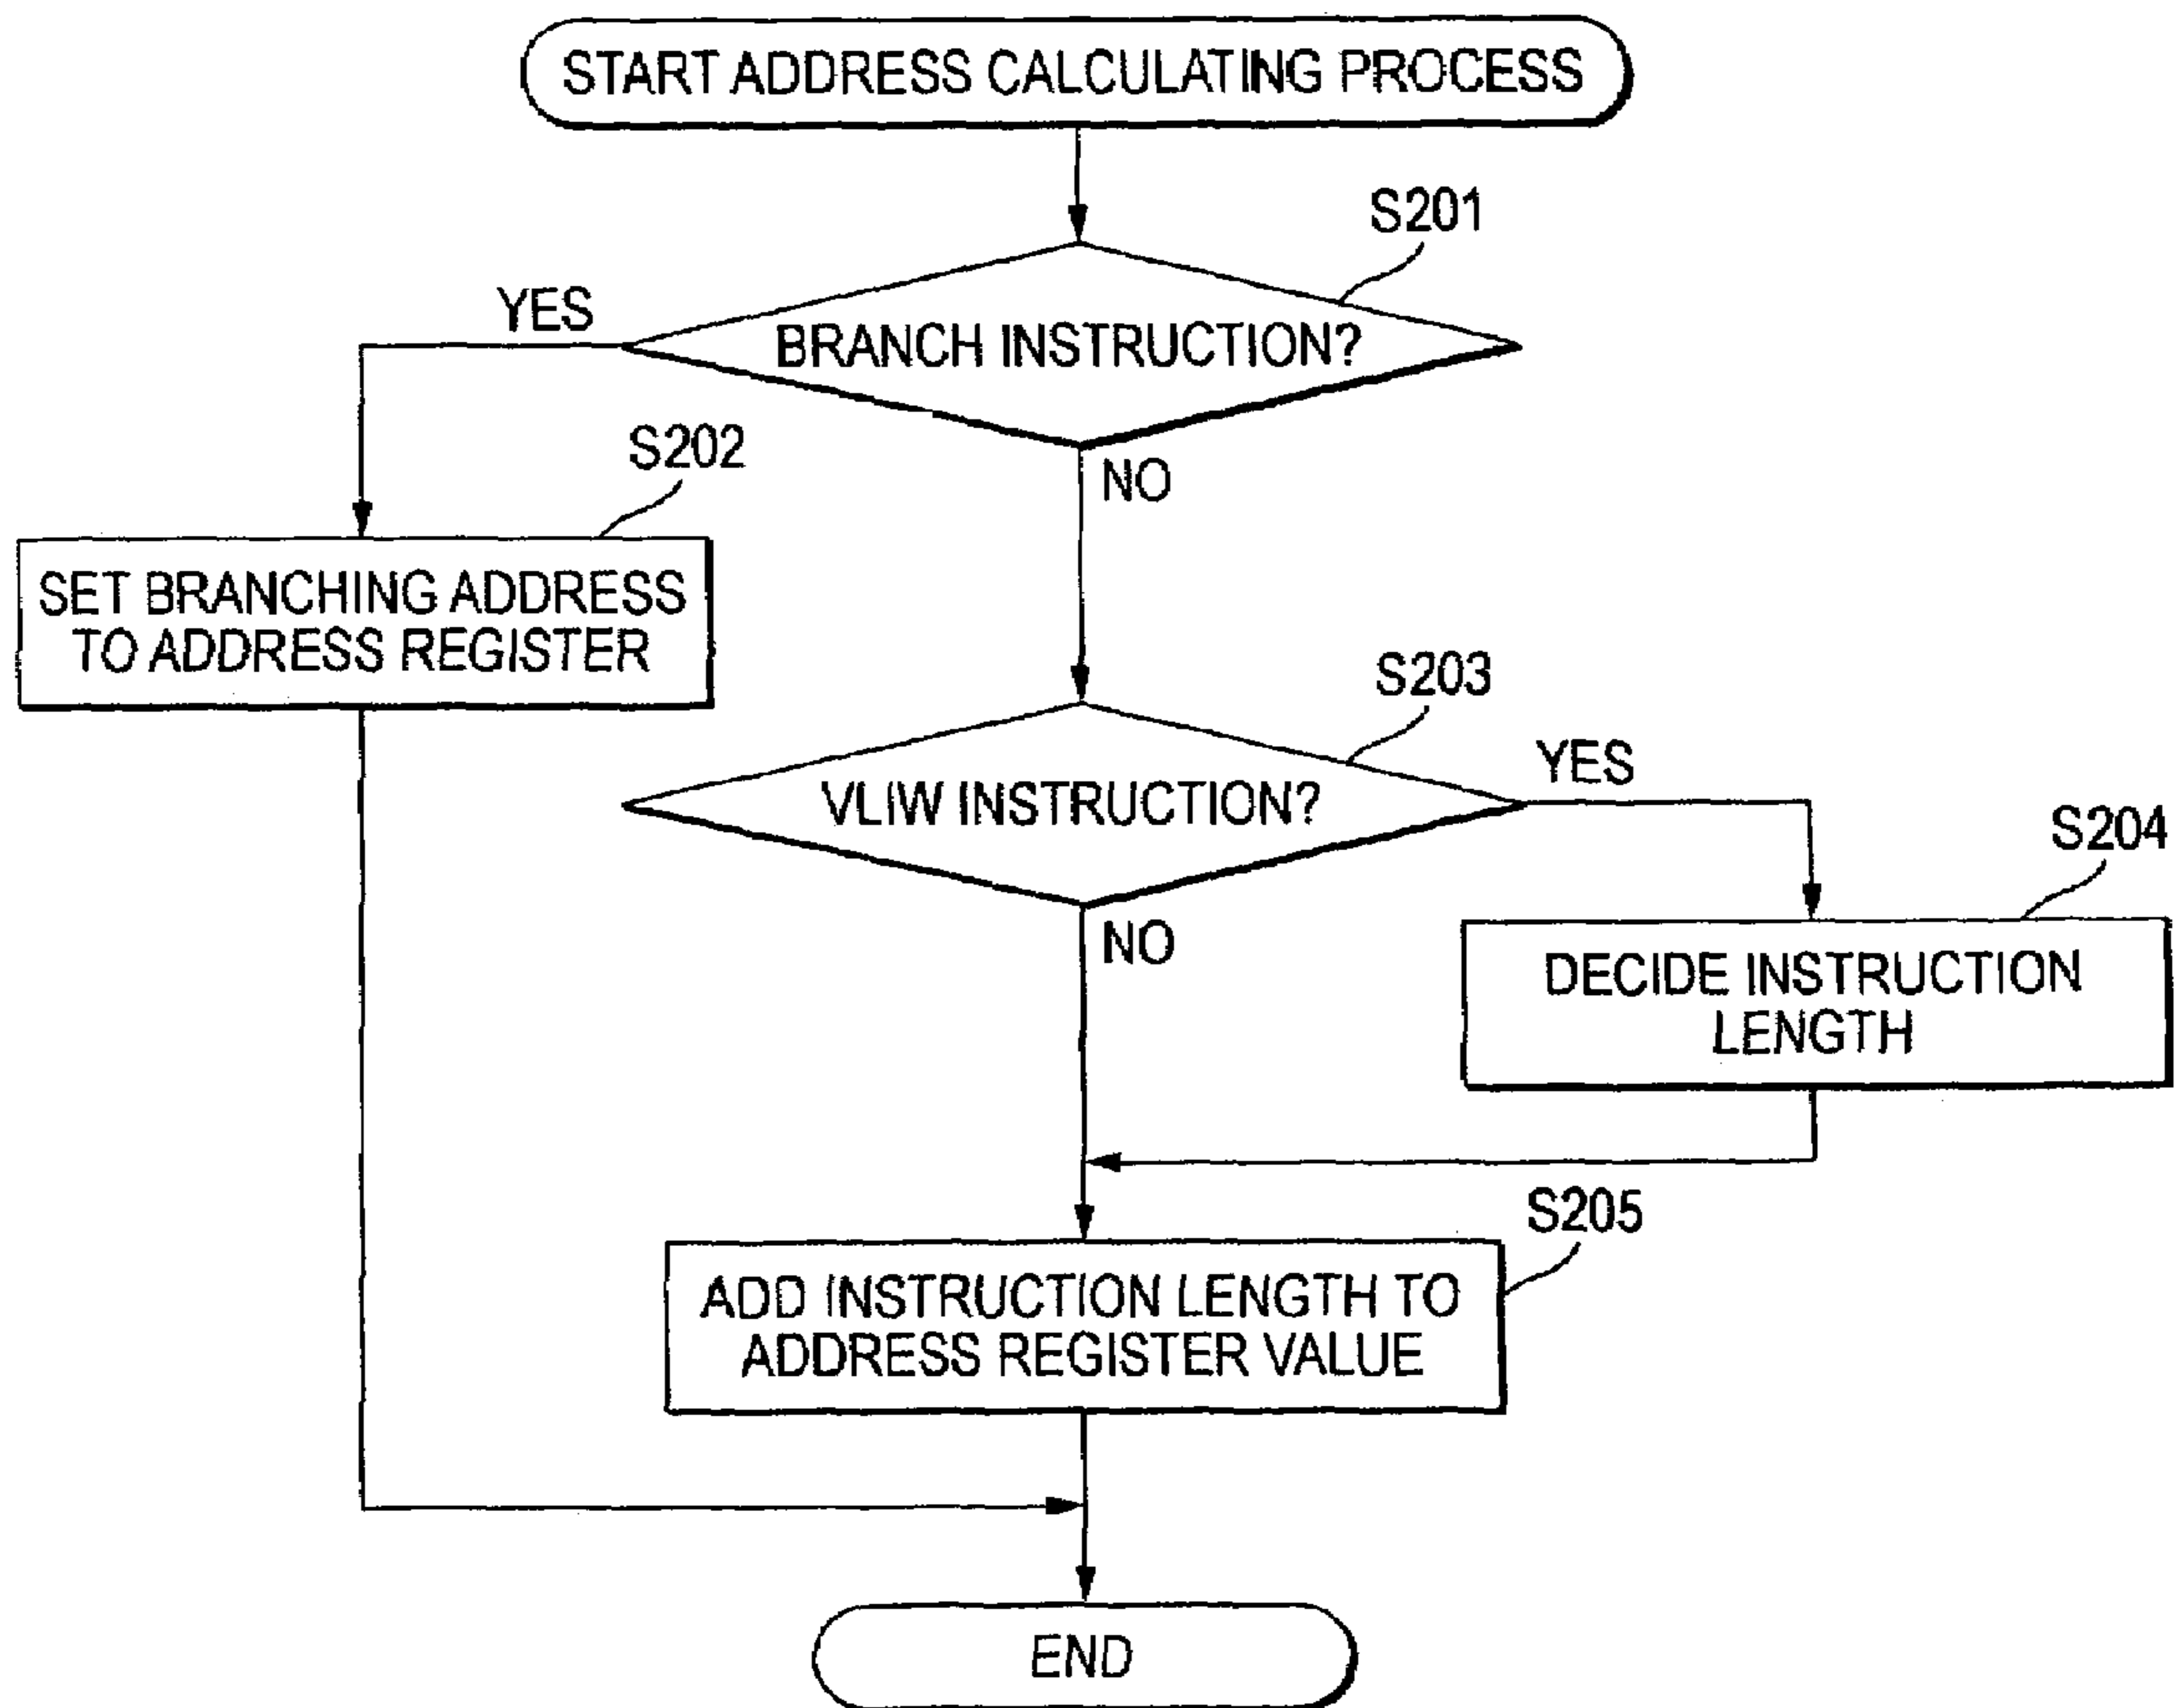 START ADDRESS CALCULATING PROCESS
S201
YES
BRANCH INSTRUCTION?
S202
NO
SET BRANCHING ADDRESS
TO ADDRESS REGISTER
S203
YES
VLIW INSTRUCTION?
S204
NO
DECIDE INSTRUCTION
LENGTH
S205
ADD INSTRUCTION LENGTH TO
ADDRESS REGISTER VALUE
END